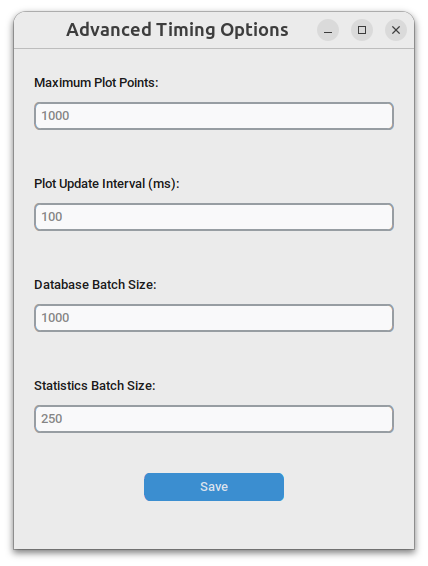 Advanced Timing Options
Maximum Plot Points:
1000
Plot Update Interval (ms):
100
Database Batch Size:
1000
Statistics Batch Size:
250
Save